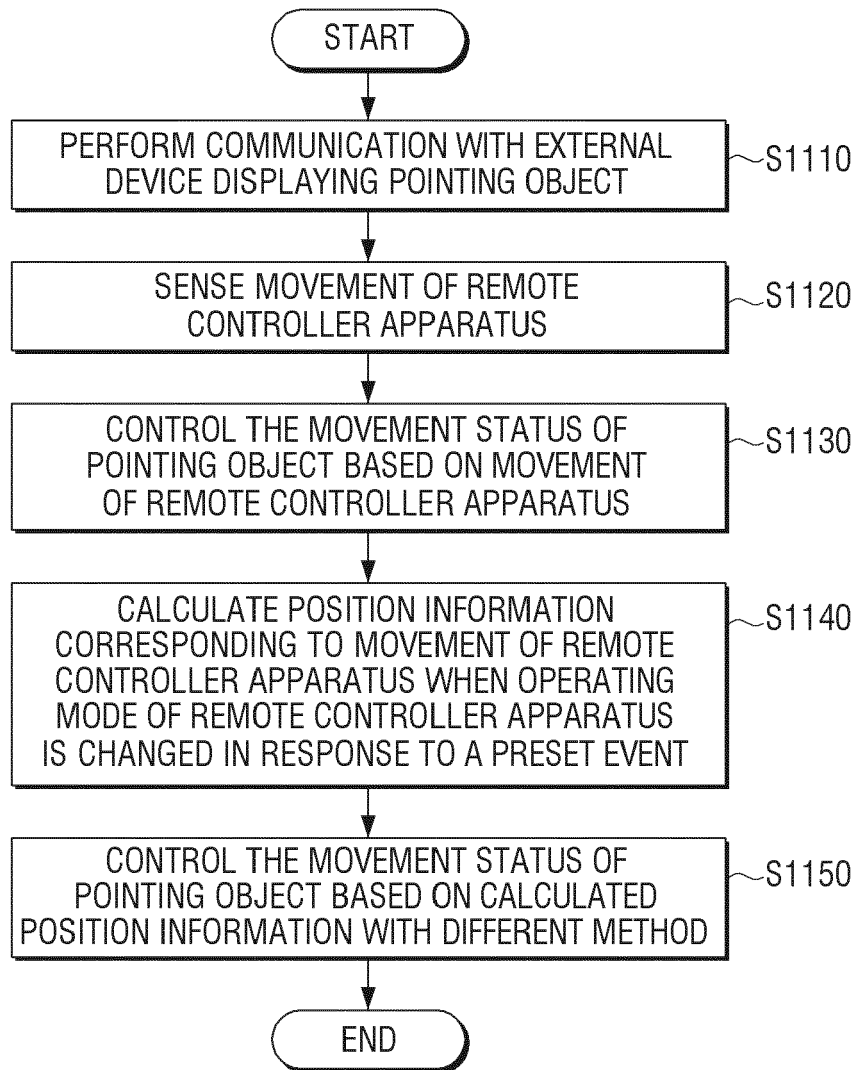 START
PERFORM COMMUNICATION WITH EXTERNAL
DEVICE DISPLAYING POINTING OBJECT
S1110
SENSE MOVEMENT OF REMOTE
CONTROLLER APPARATUS
S1120
CONTROL THE MOVEMENT STATUS OF
POINTING OBJECT BASED ON MOVEMENT
OF REMOTE CONTROLLER APPARATUS
S1130
CALCULATE POSITION INFORMATION
CORRESPONDING TO MOVEMENT OF REMOTE
CONTROLLER APPARATUS WHEN OPERATING
MODE OF REMOTE CONTROLLER APPARATUS
IS CHANGED IN RESPONSE TO A PRESET EVENT
S1140
CONTROL THE MOVEMENT STATUS OF
POINTING OBJECT BASED ON CALCULATED
POSITION INFORMATION WITH DIFFERENT METHOD
S1150
END